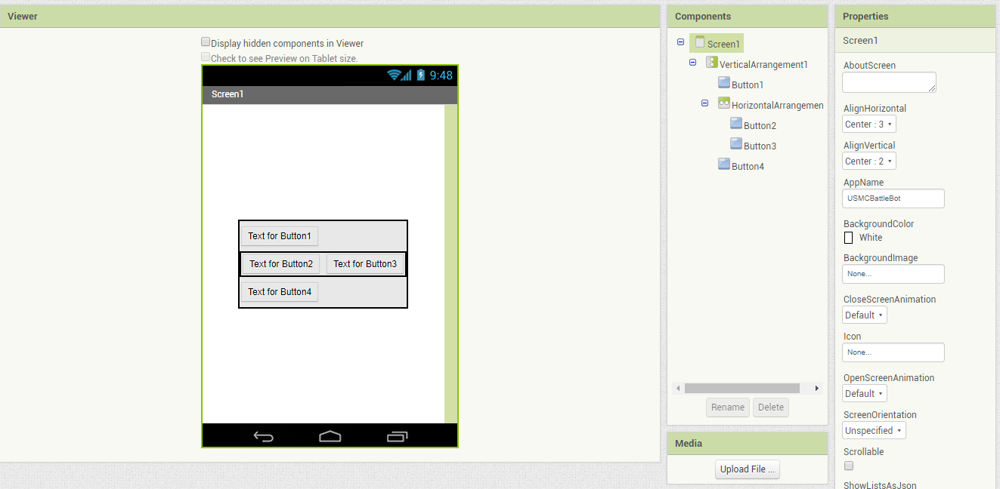 Viewer
Display hidden components in Viewer
Check to see Preview on Tablet size.
9:48
Screen1
Text for Button1
Text for Button2 Text for Button3
Text for Button4
Components
Screen1
VerticalArrangement1
Button1
HorizontalArrangemen
Button2
Button3
Button4
Rename Delete
Media
Upload File ...
Properties
Screen1
AboutScreen
AlignHorizontal
Center : 3
AlignVertical
Center : 2
AppName
USMCBattleBot
BackgroundColor
White
BackgroundImage
None...
CloseScreenAnimation
Default
Icon
None...
OpenScreenAnimation
Default
ScreenOrientation
Unspecified
Scrollable
ShowListsAsJson